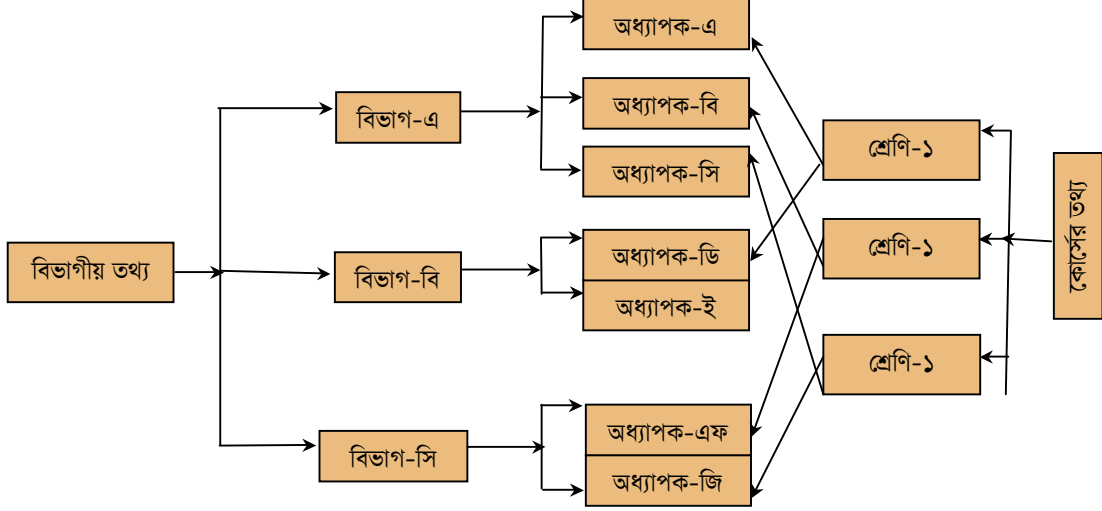 বিভাগীয় তথ্য
বিভাগ-এ
বিভাগ-বি
বিভাগ-সি
অধ্যাপক-এ
অধ্যাপক-বি
অধ্যাপক-সি
অধ্যাপক-ডি
অধ্যাপক-ই
অধ্যাপক-এফ
অধ্যাপক-জি
শ্রেণি-১
শ্রেণি-১
শ্রেণি-১
কোর্সের তথ্য